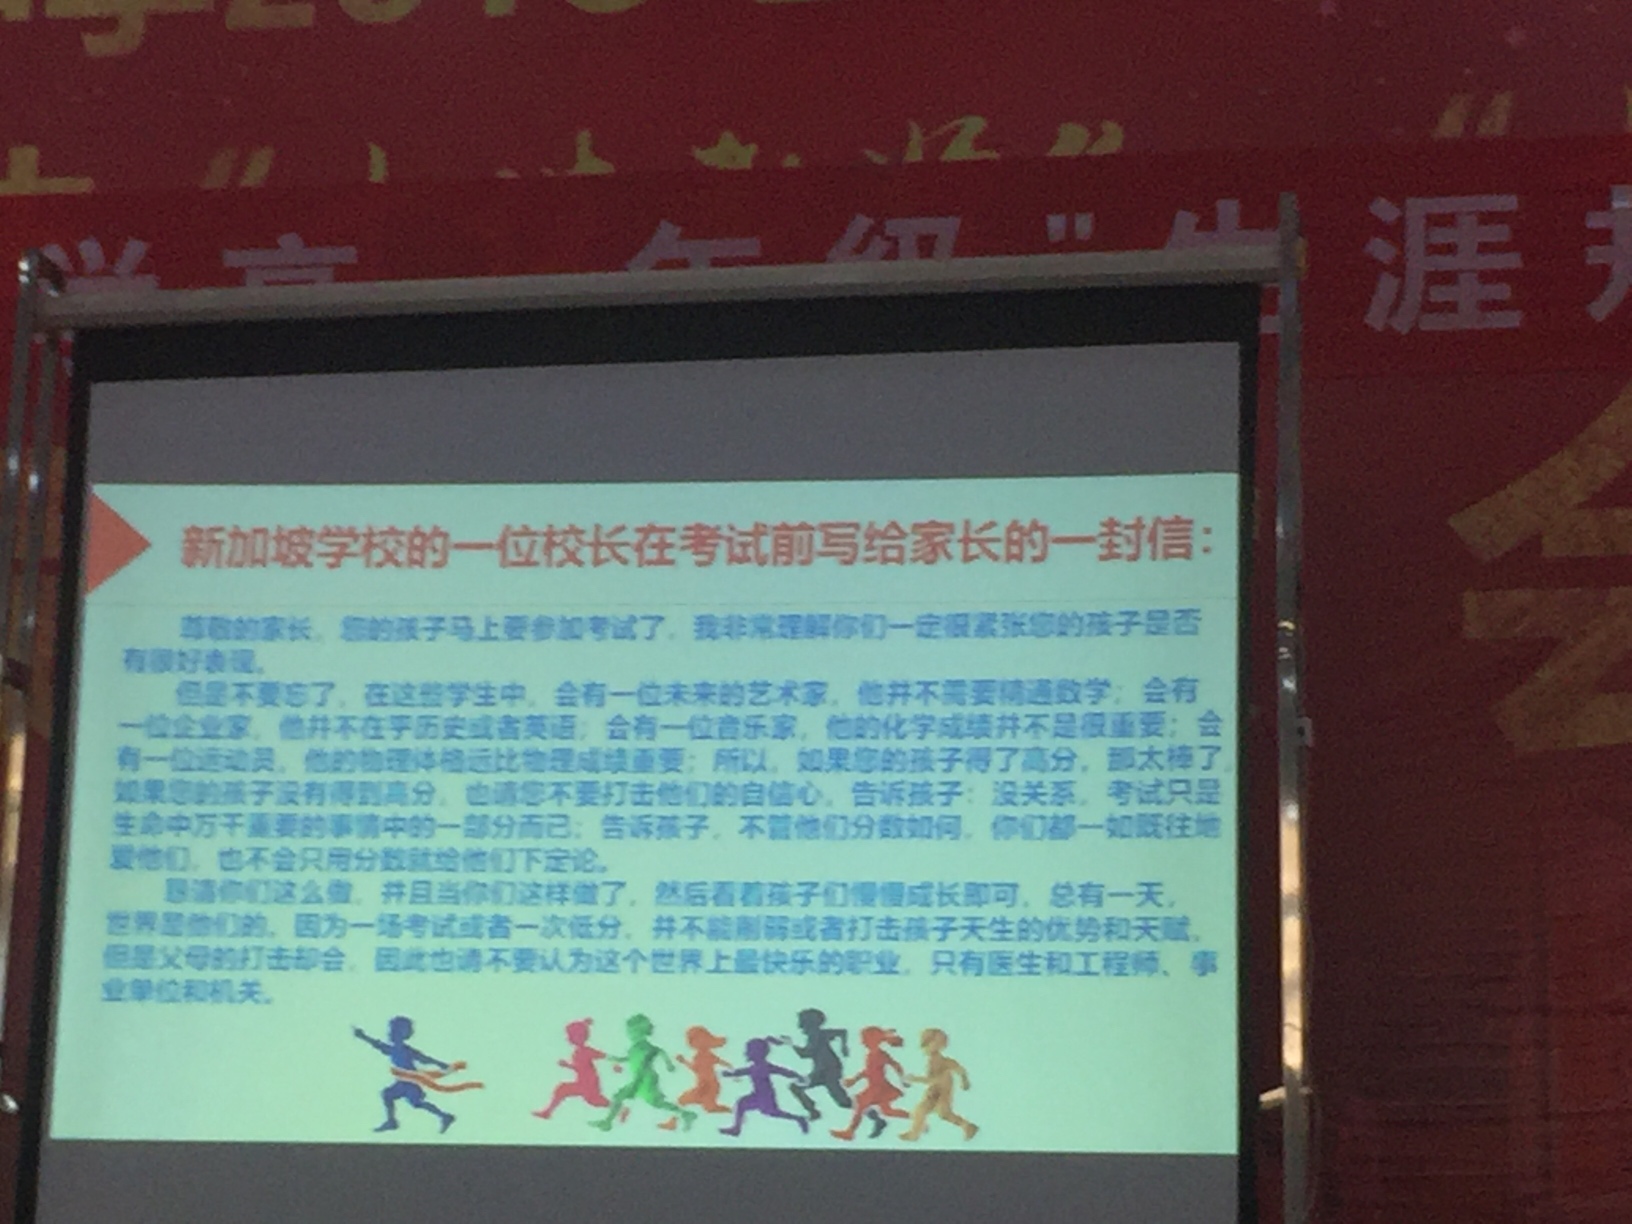 2018
学高
年级"生涯
新加坡学校的一位校长在考试前写给家长的一封信：
尊敬的家长，您的孩子马上要参加考试了，我非常理解你们一定很紧张您的孩子是否
有很好表现。
但是不要忘了，在这些学生中，会有一位未来的艺术家，他并不需要精通数学；会有
一位企业家，他并不在乎历史或者英语；会有一位音乐家，他的化学成绩并不是很重要；会
有一位运动员，他的物理体格远比物理成绩重要；所以，如果您的孩子得了高分，那太棒了，
如果您的孩子没有得到高分，也请您不要打击他们的自信心，告诉孩子：没关系，考试只是
生命中万千重要的事情中的一部分而已；告诉孩子，不管他们分数如何，你们都一如既往地
爱他们，也不会只用分数就给他们下定论。
恳请你们这么做，并且当你们这样做了，然后看着孩子们慢慢成长即可，总有一天，
世界是他们的。因为一场考试或者一次低分，并不能削弱或者打击孩子天生的优势和天赋，
但是父母的打击却会，因此也请不要认为这个世界上最快乐的职业，只有医生和工程师、事
业单位和机关。